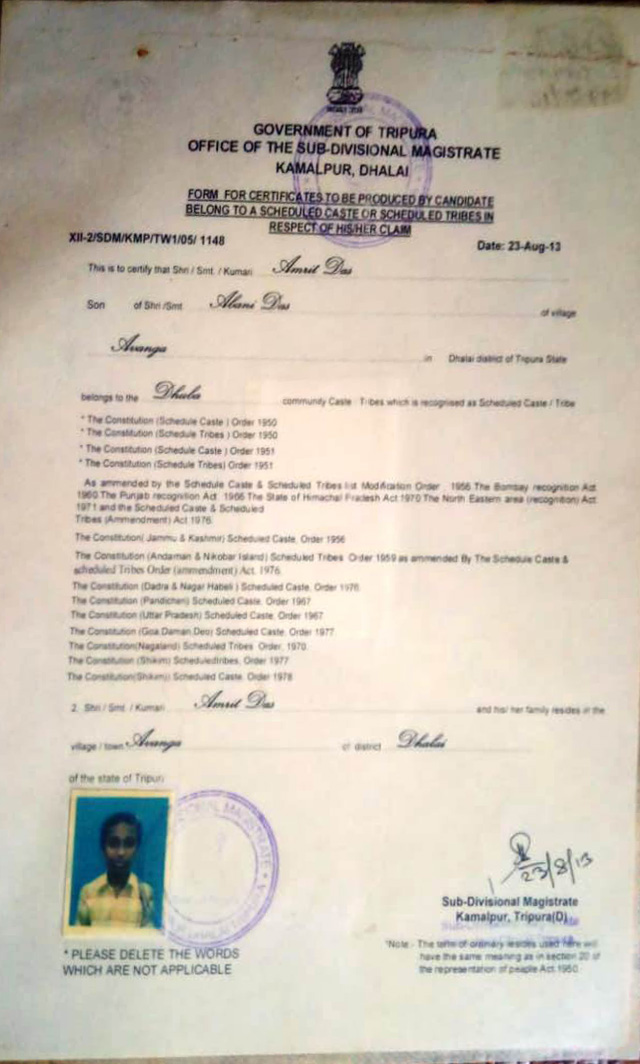 GOVERNMENT OF TRIPURA
OFFICE OF THE SUB-DIVISIONAL MAGISTRATE
KAMALPUR, DHALAI
FORM FOR CERTIFICATES TO BE PRODUCED BY CANDIDATE
BELONG TO A SCHEDULED CASTE OR SCHEDULED TRIBES IN
RESPECT OF HIS/HER CLAIM
XII-2/SDM/KMP/TW1/05/ 1148 Date: 23-Aug-13
This is to certify that Shri / Smt. / Kumari Amrit Das
Son of Shri /Smt. Abani Das of village
Avanga in Dhalai district of Tripura State
belongs to the Dhuba community Caste / Tribes which is recognised as Scheduled Caste / Tribe
* The Constitution (Schedule Caste ) Order 1950
* The Constitution (Schedule Tribes ) Order 1950
* The Constitution (Schedule Caste ) Order 1951
* The Constitution (Schedule Tribes) Order 1951
As ammended by the Schedule Caste & Scheduled Tribes list Modification Order 1956 The Bombay recognition Act
1960 The Punjab recognition Act 1966 The State of Himachal Pradesh Act 1970 The North Eastern area (recognition) Act
1971 and the Scheduled Caste & Scheduled
Tribes (Ammendment) Act 1976.
The Constitution( Jammu & Kashmir) Scheduled Caste, Order 1956
The Constitution (Andaman & Nikobar Island) Scheduled Tribes Order 1959 as ammended By The Schedule Caste &
scheduled Tribes Order (ammendment) Act, 1976.
The Constitution (Dadra & Nagar Habeli ) Scheduled Caste, Order 1976
The Constitution (Pandicheri) Scheduled Caste, Order 1967
The Constitution (Uttar Pradesh) Scheduled Caste, Order 1967
The Constitution (Goa Daman Deo) Scheduled Caste, Order 1977
The Constitution(Nagaland) Scheduled Tribes Order, 1970
The Constitution (Shikim) Scheduledtribes, Order 1977
The Constitution(Shikim) Scheduled Caste, Order 1978
2. Shri / Smt. / Kumari Amrit Das and his/ her family resides in the
village / town Avanga of district Dhalai
of the state of Tripura
23/8/13
Sub-Divisional Magistrate
Kamalpur, Tripura(D)
* PLEASE DELETE THE WORDS
WHICH ARE NOT APPLICABLE
*Note:- The term of ordinary resides used here will
have the same meaning as in section 20 of
the representation of people Act.1950.